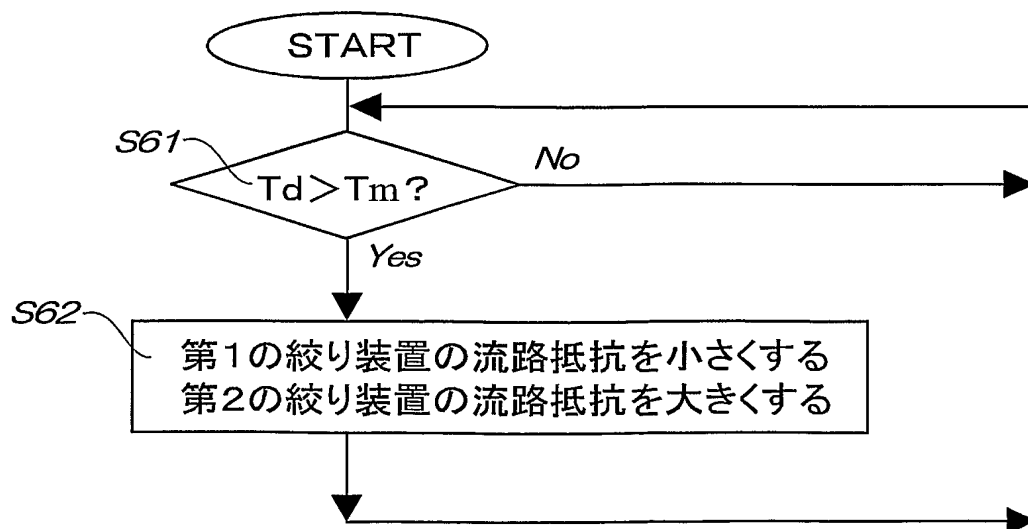 START
S61
Td＞Tm？
No
Yes
S62
第1の絞り装置の流路抵抗を小さくする
第2の絞り装置の流路抵抗を大きくする